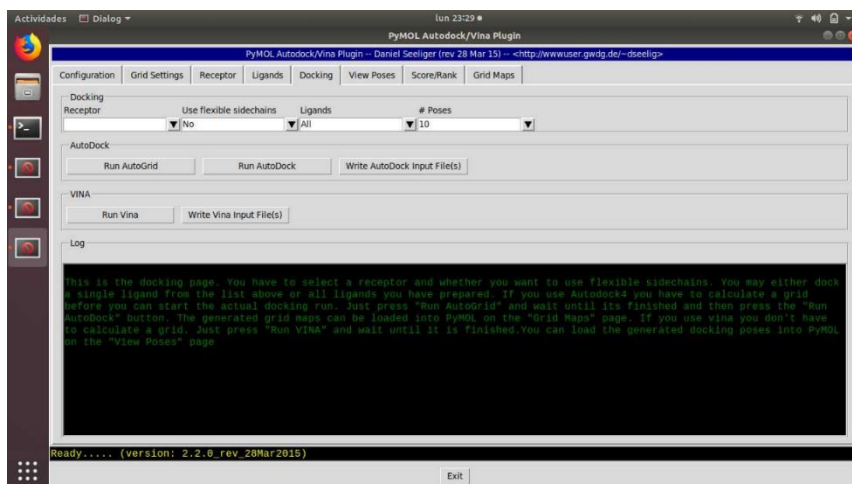 Actividades Dialog lun 23:29
PyMOL Autodock/Vina Plugin
PyMOL Autodock/Vina Plugin -- Daniel Seeliger (rev 28 Mar 15) -- <http://wwwuser.gwdg.de/~dseelig>
Configuration Grid Settings Receptor Ligands Docking View Poses Score/Rank Grid Maps
Docking
Receptor Use flexible sidechains Ligands # Poses
No All 10
AutoDock
Run AutoGrid Run AutoDock Write AutoDock Input File(s)
VINA
Run Vina Write Vina Input File(s)
Log
This is the docking page. You have to select a receptor and whether you want to use flexible sidechains. You may either dock
a single ligand from the list above or all ligands you have prepared. If you use Autodock4 you have to calculate a grid
before you can start the actual docking run. Just press "Run AutoGrid" and wait until its finished and then press the "Run
AutoDock" button. The generated grid maps can be loaded into PyMOL on the "Grid Maps" page. If you use vina you don't have
to calculate a grid. Just press "Run VINA" and wait until it is finished.You can load the generated docking poses into PyMOL
on the "View Poses" page
Ready..... (version: 2.2.0_rev_28Mar2015)
Exit